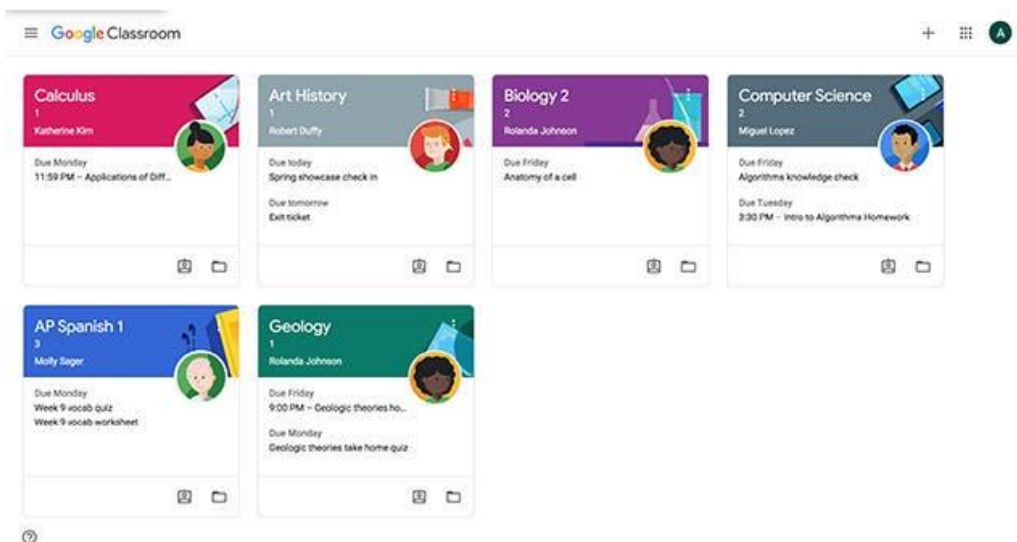 Google Classroom
A
Calculus
1
Katherine Kim
Due Monday
11:59 PM – Applications of Diff...
Art History
1
Robert Duffy
Due today
Spring showcase check in
Due tomorrow
Exit ticket
Biology 2
2
Rolanda Johnson
Due Friday
Anatomy of a cell
Computer Science
2
Miguel Lopez
Due Friday
Algorithms knowledge check
Due Tuesday
3:30 PM – Intro to Algorithms Homework
AP Spanish 1
3
Molly Sager
Due Monday
Week 9 vocab quiz
Week 9 vocab worksheet
Geology
1
Rolanda Johnson
Due Friday
9:00 PM – Geologic theories ho...
Due Monday
Geologic theories take home quiz